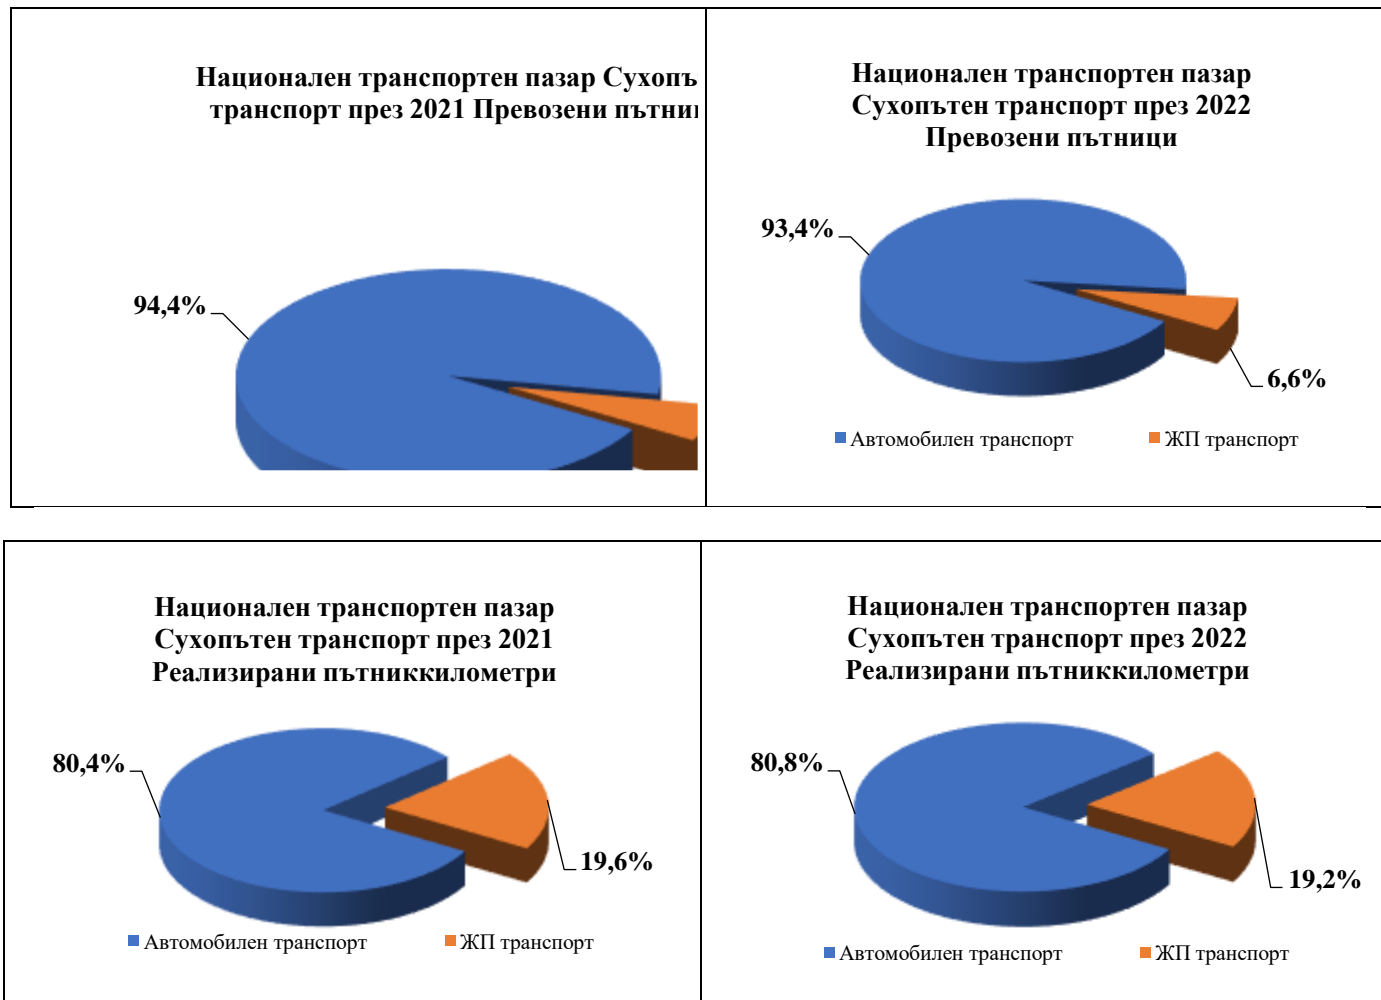 Национален транспортен пазар Сухопъ
транспорт през 2021 Превозени пътни
94,4%
Национален транспортен пазар
Сухопътен транспорт през 2022
Превозени пътници
93,4%
6,6%
Автомобилен транспорт
ЖП транспорт
Национален транспортен пазар
Сухопътен транспорт през 2021
Реализирани пътниккилометри
80,4%
19,6%
Автомобилен транспорт
ЖП транспорт
Национален транспортен пазар
Сухопътен транспорт през 2022
Реализирани пътниккилометри
80,8%
19,2%
Автомобилен транспорт
ЖП транспорт